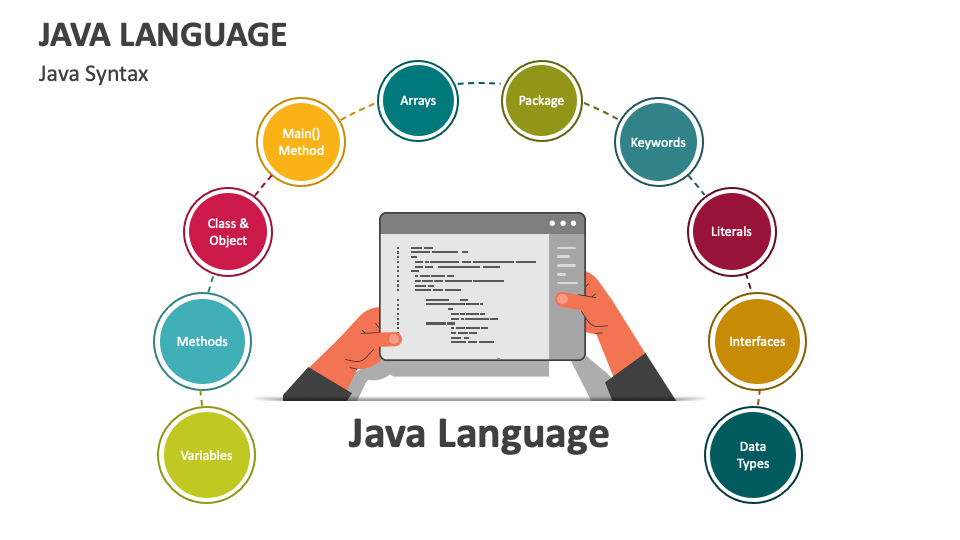 JAVA LANGUAGE
Java Syntax
Arrays
Package
Main()
Method
Keywords
Class &
Object
Literals
Methods
Interfaces
Java Language
Variables
Data
Types